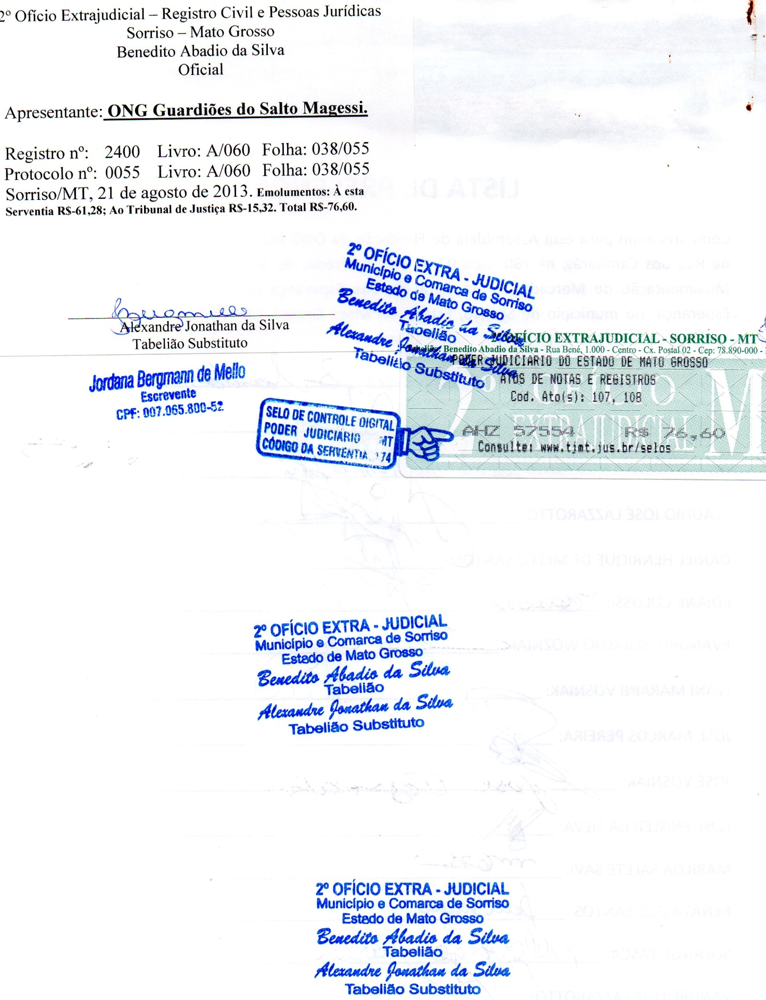 2º Ofício Extrajudicial – Registro Civil e Pessoas Jurídicas
Sorriso – Mato Grosso
Benedito Abadio da Silva
Oficial
Apresentante: ONG Guardiões do Salto Magessi.
Registro nº: 2400 Livro: A/060 Folha: 038/055
Protocolo nº: 0055 Livro: A/060 Folha: 038/055
Sorriso/MT, 21 de agosto de 2013. Emolumentos: À esta
Serventia R$-61,28; Ao Tribunal de Justiça R$-15,32. Total R$-76,60.
2º OFÍCIO EXTRA - JUDICIAL
Município e Comarca de Sorriso
Estado de Mato Grosso
Benedito Abadio da Silva
Tabelião
Alexandre Jonathan da Silva
Tabelião Substituto
Alexandre Jonathan da Silva
Tabelião Substituto
Jordana Bergmann de Mello
Escrevente
CPF: 007.065.800-52
OFÍCIO EXTRAJUDICIAL - SORRISO - MT
Tabelião: Benedito Abadio da Silva - Rua Bené, 1.000 - Centro - Cx. Postal 02 - Cep: 78.890-000 -
PODER JUDICIARIO DO ESTADO DE MATO GROSSO
ATOS DE NOTAS E REGISTROS
Cod. Ato(s): 107, 108
AHZ 57554 R$ 76,60
Consulte: www.tjmt.jus.br/selos
2º OFÍCIO
EXTRAJUDICIAL
SELO DE CONTROLE DIGITAL
PODER JUDICIÁRIO MT
CÓDIGO DA SERVENTIA 74
2º OFÍCIO EXTRA - JUDICIAL
Município e Comarca de Sorriso
Estado de Mato Grosso
Benedito Abadio da Silva
Tabelião
Alexandre Jonathan da Silva
Tabelião Substituto
2º OFÍCIO EXTRA - JUDICIAL
Município e Comarca de Sorriso
Estado de Mato Grosso
Benedito Abadio da Silva
Tabelião
Alexandre Jonathan da Silva
Tabelião Substituto